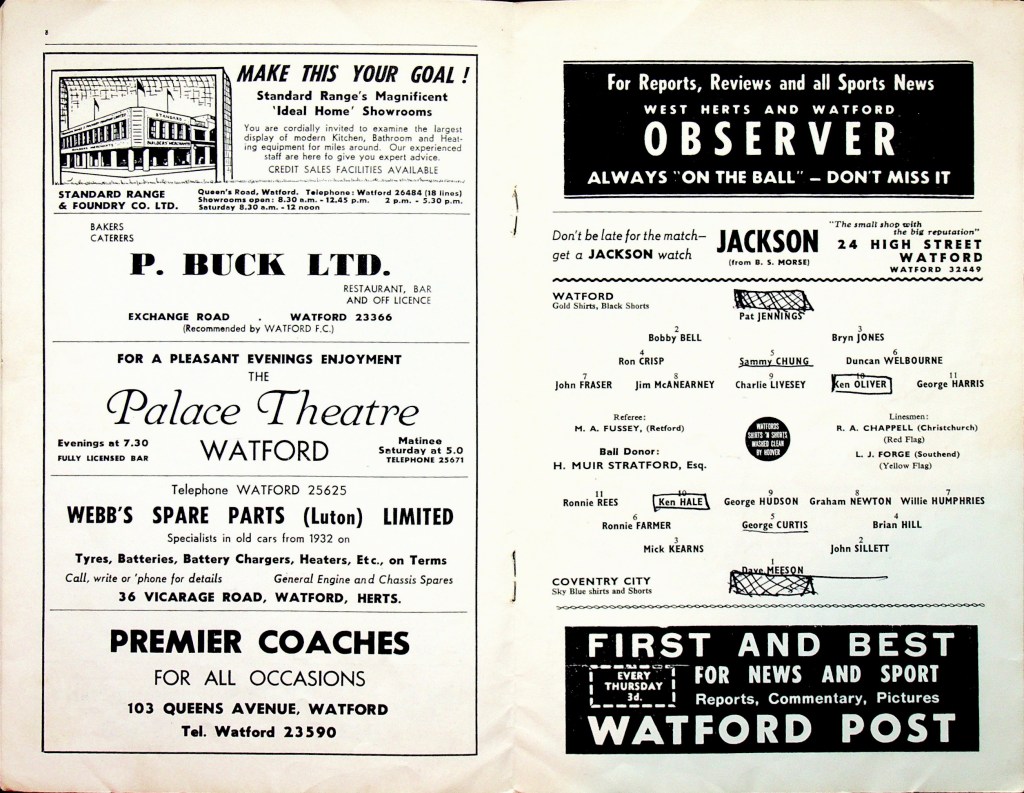 8
MAKE THIS YOUR GOAL !
Standard Range's Magnificent
'Ideal Home' Showrooms
You are cordially invited to examine the largest
display of modern Kitchen, Bathroom and Heat-
ing equipment for miles around. Our experienced
staff are here to give you expert advice.
CREDIT SALES FACILITIES AVAILABLE
STANDARD RANGE
& FOUNDRY CO. LTD.
Queen's Road, Watford. Telephone: Watford 26484 (18 lines)
Showrooms open: 8.30 a.m. - 12.45 p.m. 2 p.m. - 5.30 p.m.
Saturday 8.30 a.m. - 12 noon
BAKERS
CATERERS
P. BUCK LTD.
RESTAURANT, BAR
AND OFF LICENCE
EXCHANGE ROAD . WATFORD 23366
(Recommended by WATFORD F.C.)
FOR A PLEASANT EVENINGS ENJOYMENT
THE
Palace Theatre
WATFORD
Evenings at 7.30
FULLY LICENSED BAR
Matinee
Saturday at 5.0
TELEPHONE 25671
Telephone WATFORD 25625
WEBB'S SPARE PARTS (Luton) LIMITED
Specialists in old cars from 1932 on
Tyres, Batteries, Battery Chargers, Heaters, Etc., on Terms
Call, write or 'phone for details General Engine and Chassis Spares
36 VICARAGE ROAD, WATFORD, HERTS.
PREMIER COACHES
FOR ALL OCCASIONS
103 QUEENS AVENUE, WATFORD
Tel. Watford 23590
For Reports, Reviews and all Sports News
WEST HERTS AND WATFORD
OBSERVER
ALWAYS "ON THE BALL" – DON'T MISS IT
Don't be late for the match—
get a JACKSON watch
JACKSON
(from B. S. MORSE)
"The small shop with
the big reputation"
24 HIGH STREET
WATFORD
WATFORD 32449
WATFORD
Gold Shirts, Black Shorts
Pat JENNINGS
2 3
Bobby BELL Bryn JONES
4 5 6
Ron CRISP Sammy CHUNG Duncan WELBOURNE
7 8 9 10 11
John FRASER Jim McANEARNEY Charlie LIVESEY Ken OLIVER George HARRIS
Referee:
M. A. FUSSEY, (Retford)
Ball Donor:
H. MUIR STRATFORD, Esq.
WATFORDS
SHIRTS 'N SHORTS
WASHED CLEAN
BY HOOVER
Linesmen:
R. A. CHAPPELL (Christchurch)
(Red Flag)
L. J. FORGE (Southend)
(Yellow Flag)
11 10 9 8 7
Ronnie REES Ken HALE George HUDSON Graham NEWTON Willie HUMPHRIES
6 5 4
Ronnie FARMER George CURTIS Brian HILL
3 2
Mick KEARNS John SILLETT
1
Dave MEESON
COVENTRY CITY
Sky Blue shirts and Shorts
FIRST AND BEST
EVERY
THURSDAY
3d.
FOR NEWS AND SPORT
Reports, Commentary, Pictures
WATFORD POST